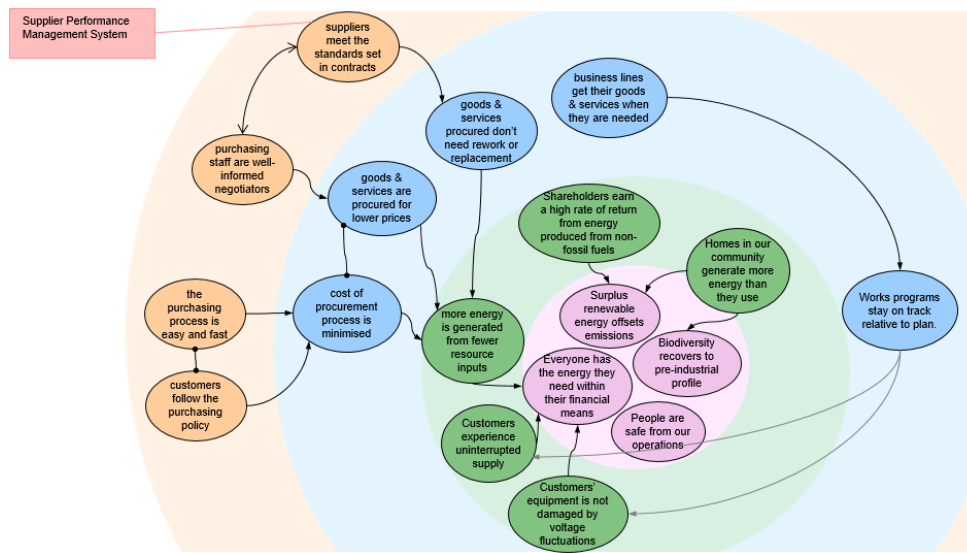 Supplier Performance
Management System
suppliers
meet the
standards set
in contracts
business lines
get their goods
& services when
they are needed
goods &
services
procured don't
need rework or
replacement
purchasing
staff are well-
informed
negotiators
goods &
services are
procured for
lower prices
Shareholders earn
a high rate of return
from energy
produced from non-
fossil fuels
Homes in our
community
generate more
energy than
they use
the
purchasing
process is
easy and fast
cost of
procurement
process is
minimised
more energy
is generated
from fewer
resource
inputs
Surplus
renewable
energy offsets
emissions
Works programs
stay on track
relative to plan.
Biodiversity
recovers to
pre-industrial
profile
Everyone has
the energy they
need within
their financial
means
customers
follow the
purchasing
policy
People are
safe from our
operations
Customers
experience
uninterrupted
supply
Customers'
equipment is not
damaged by
voltage
fluctuations